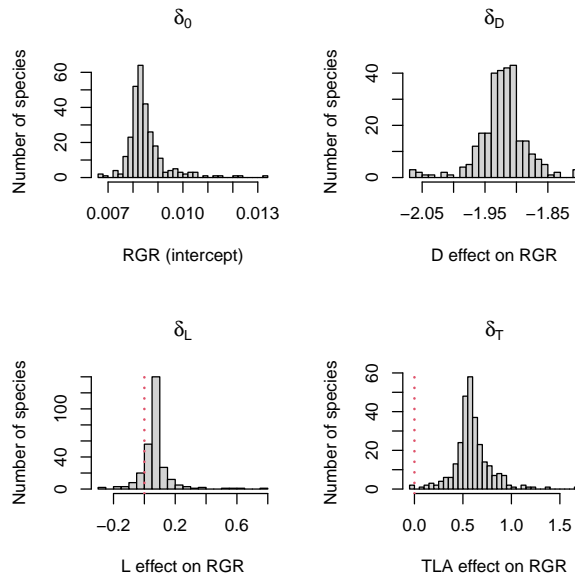 δ0
Number of species
0 20 40 60
0.007 0.010 0.013
RGR (intercept)
δD
Number of species
0 20 40
−2.05 −1.95 −1.85
D effect on RGR
δL
Number of species
0 40 100
−0.2 0.2 0.6
L effect on RGR
δT
Number of species
0 20 40 60
0.0 0.5 1.0 1.5
TLA effect on RGR